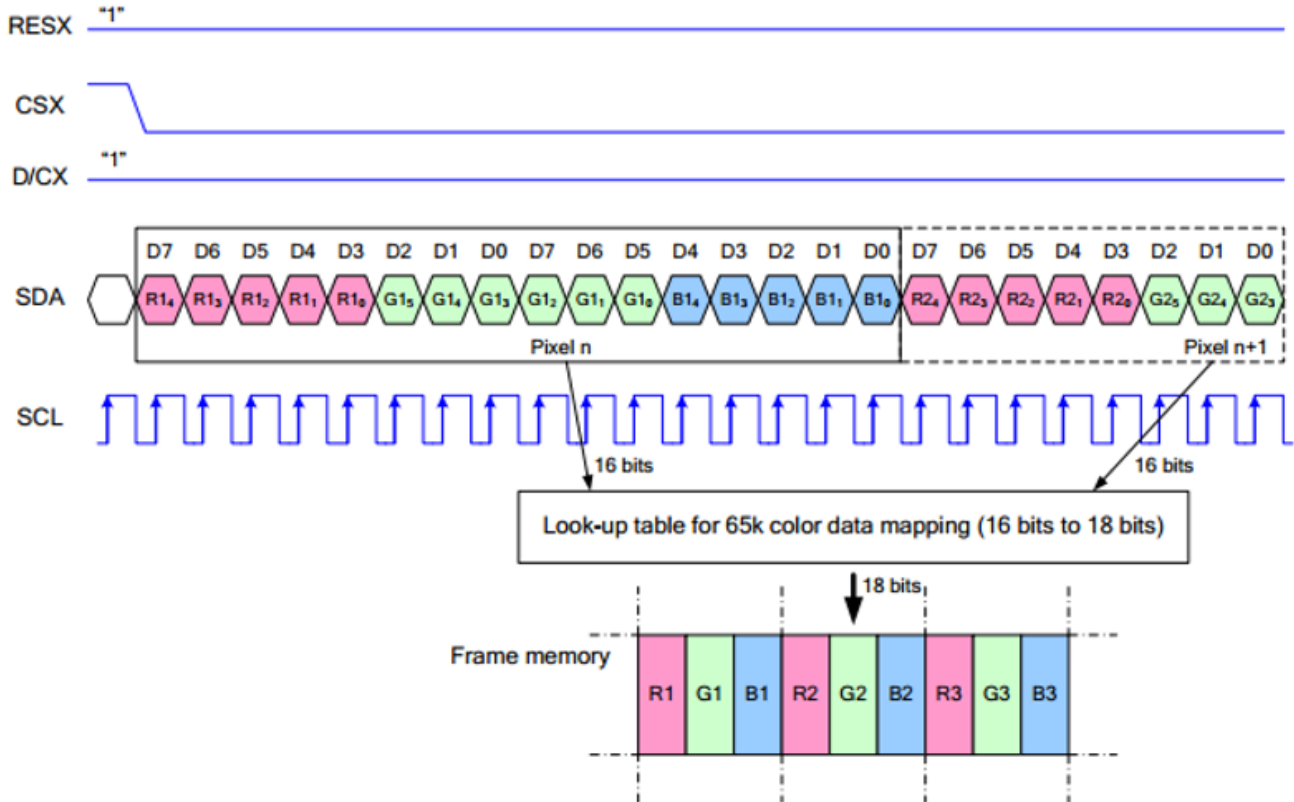 RESX “1”
CSX
D/CX “1”
D7 D6 D5 D4 D3 D2 D1 D0 D7 D6 D5 D4 D3 D2 D1 D0 D7 D6 D5 D4 D3 D2 D1 D0
SDA R1₄ R1₃ R1₂ R1₁ R1₀ G1₅ G1₄ G1₃ G1₂ G1₁ G1₀ B1₄ B1₃ B1₂ B1₁ B1₀ R2₄ R2₃ R2₂ R2₁ R2₀ G2₅ G2₄ G2₃
Pixel n Pixel n+1
SCL
16 bits 16 bits
Look-up table for 65k color data mapping (16 bits to 18 bits)
18 bits
Frame memory
R1 G1 B1 R2 G2 B2 R3 G3 B3